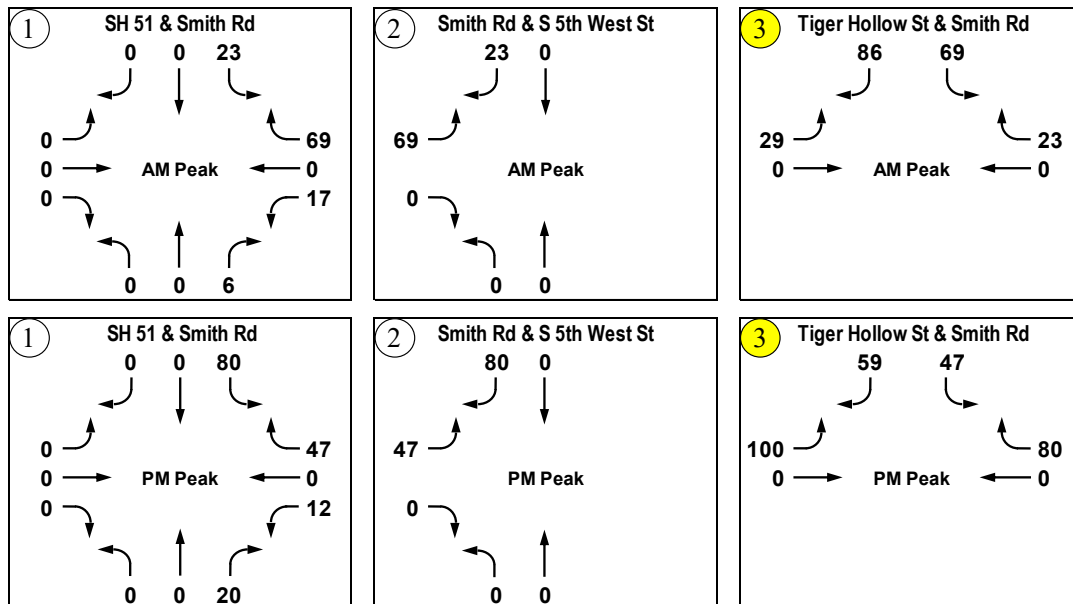 1 SH 51 & Smith Rd
0 0 23
0 69
0 AM Peak 0
0 17
0 0 6
2 Smith Rd & S 5th West St
23 0
69
AM Peak
0
0 0
3 Tiger Hollow St & Smith Rd
86 69
29 23
0 AM Peak 0
1 SH 51 & Smith Rd
0 0 80
0 47
0 PM Peak 0
0 12
0 0 20
2 Smith Rd & S 5th West St
80 0
47
PM Peak
0
0 0
3 Tiger Hollow St & Smith Rd
59 47
100 80
0 PM Peak 0